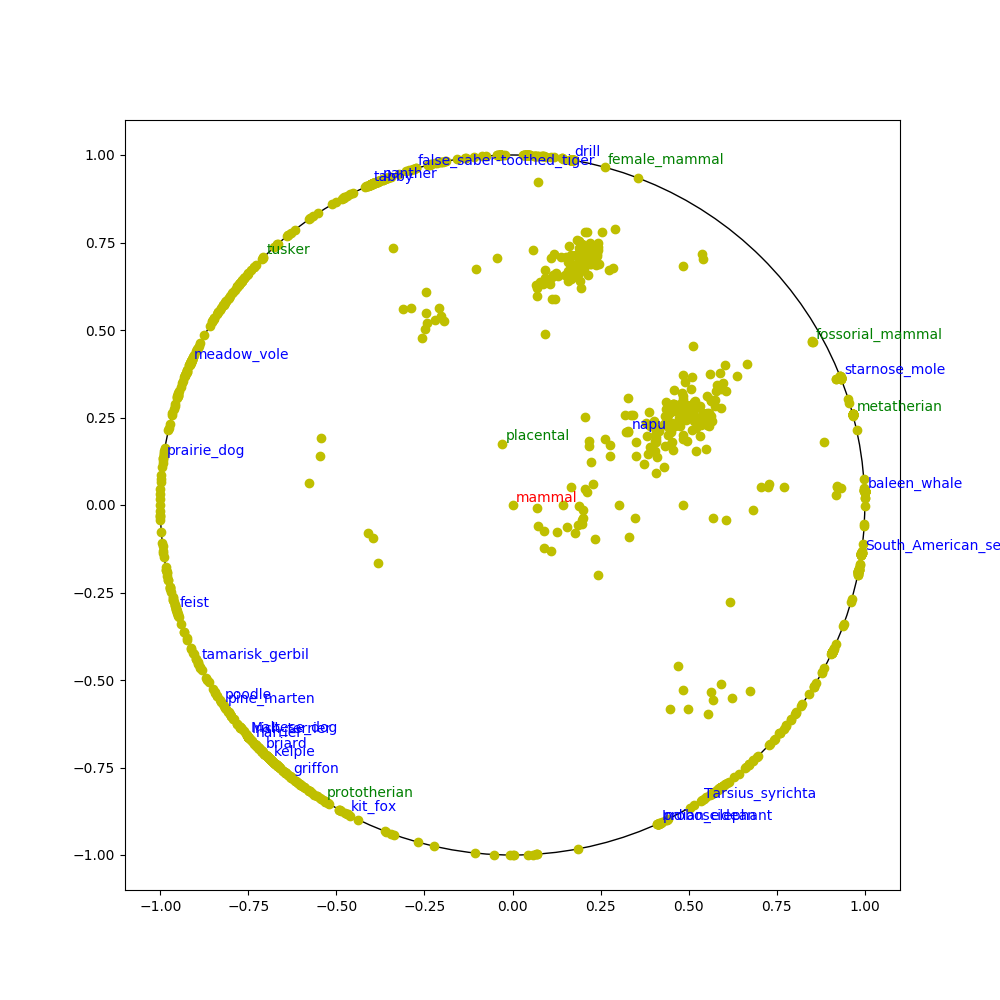 drill
false_saber-toothed_tiger
female_mammal
panther
tabby
1.00
0.75
0.50
0.25
0.00
−0.25
−0.50
−0.75
−1.00
tusker
fossorial_mammal
meadow_vole
starnose_mole
metatherian
napu
placental
prairie_dog
baleen_whale
mammal
South_American_se
feist
tamarisk_gerbil
poodle
pine_marten
Maltese_dog
harrier
briard
kelpie
griffon
prototherian
Tarsius_syrichta
kit_fox
−1.00 −0.75 −0.50 −0.25 0.00 0.25 0.50 0.75 1.00